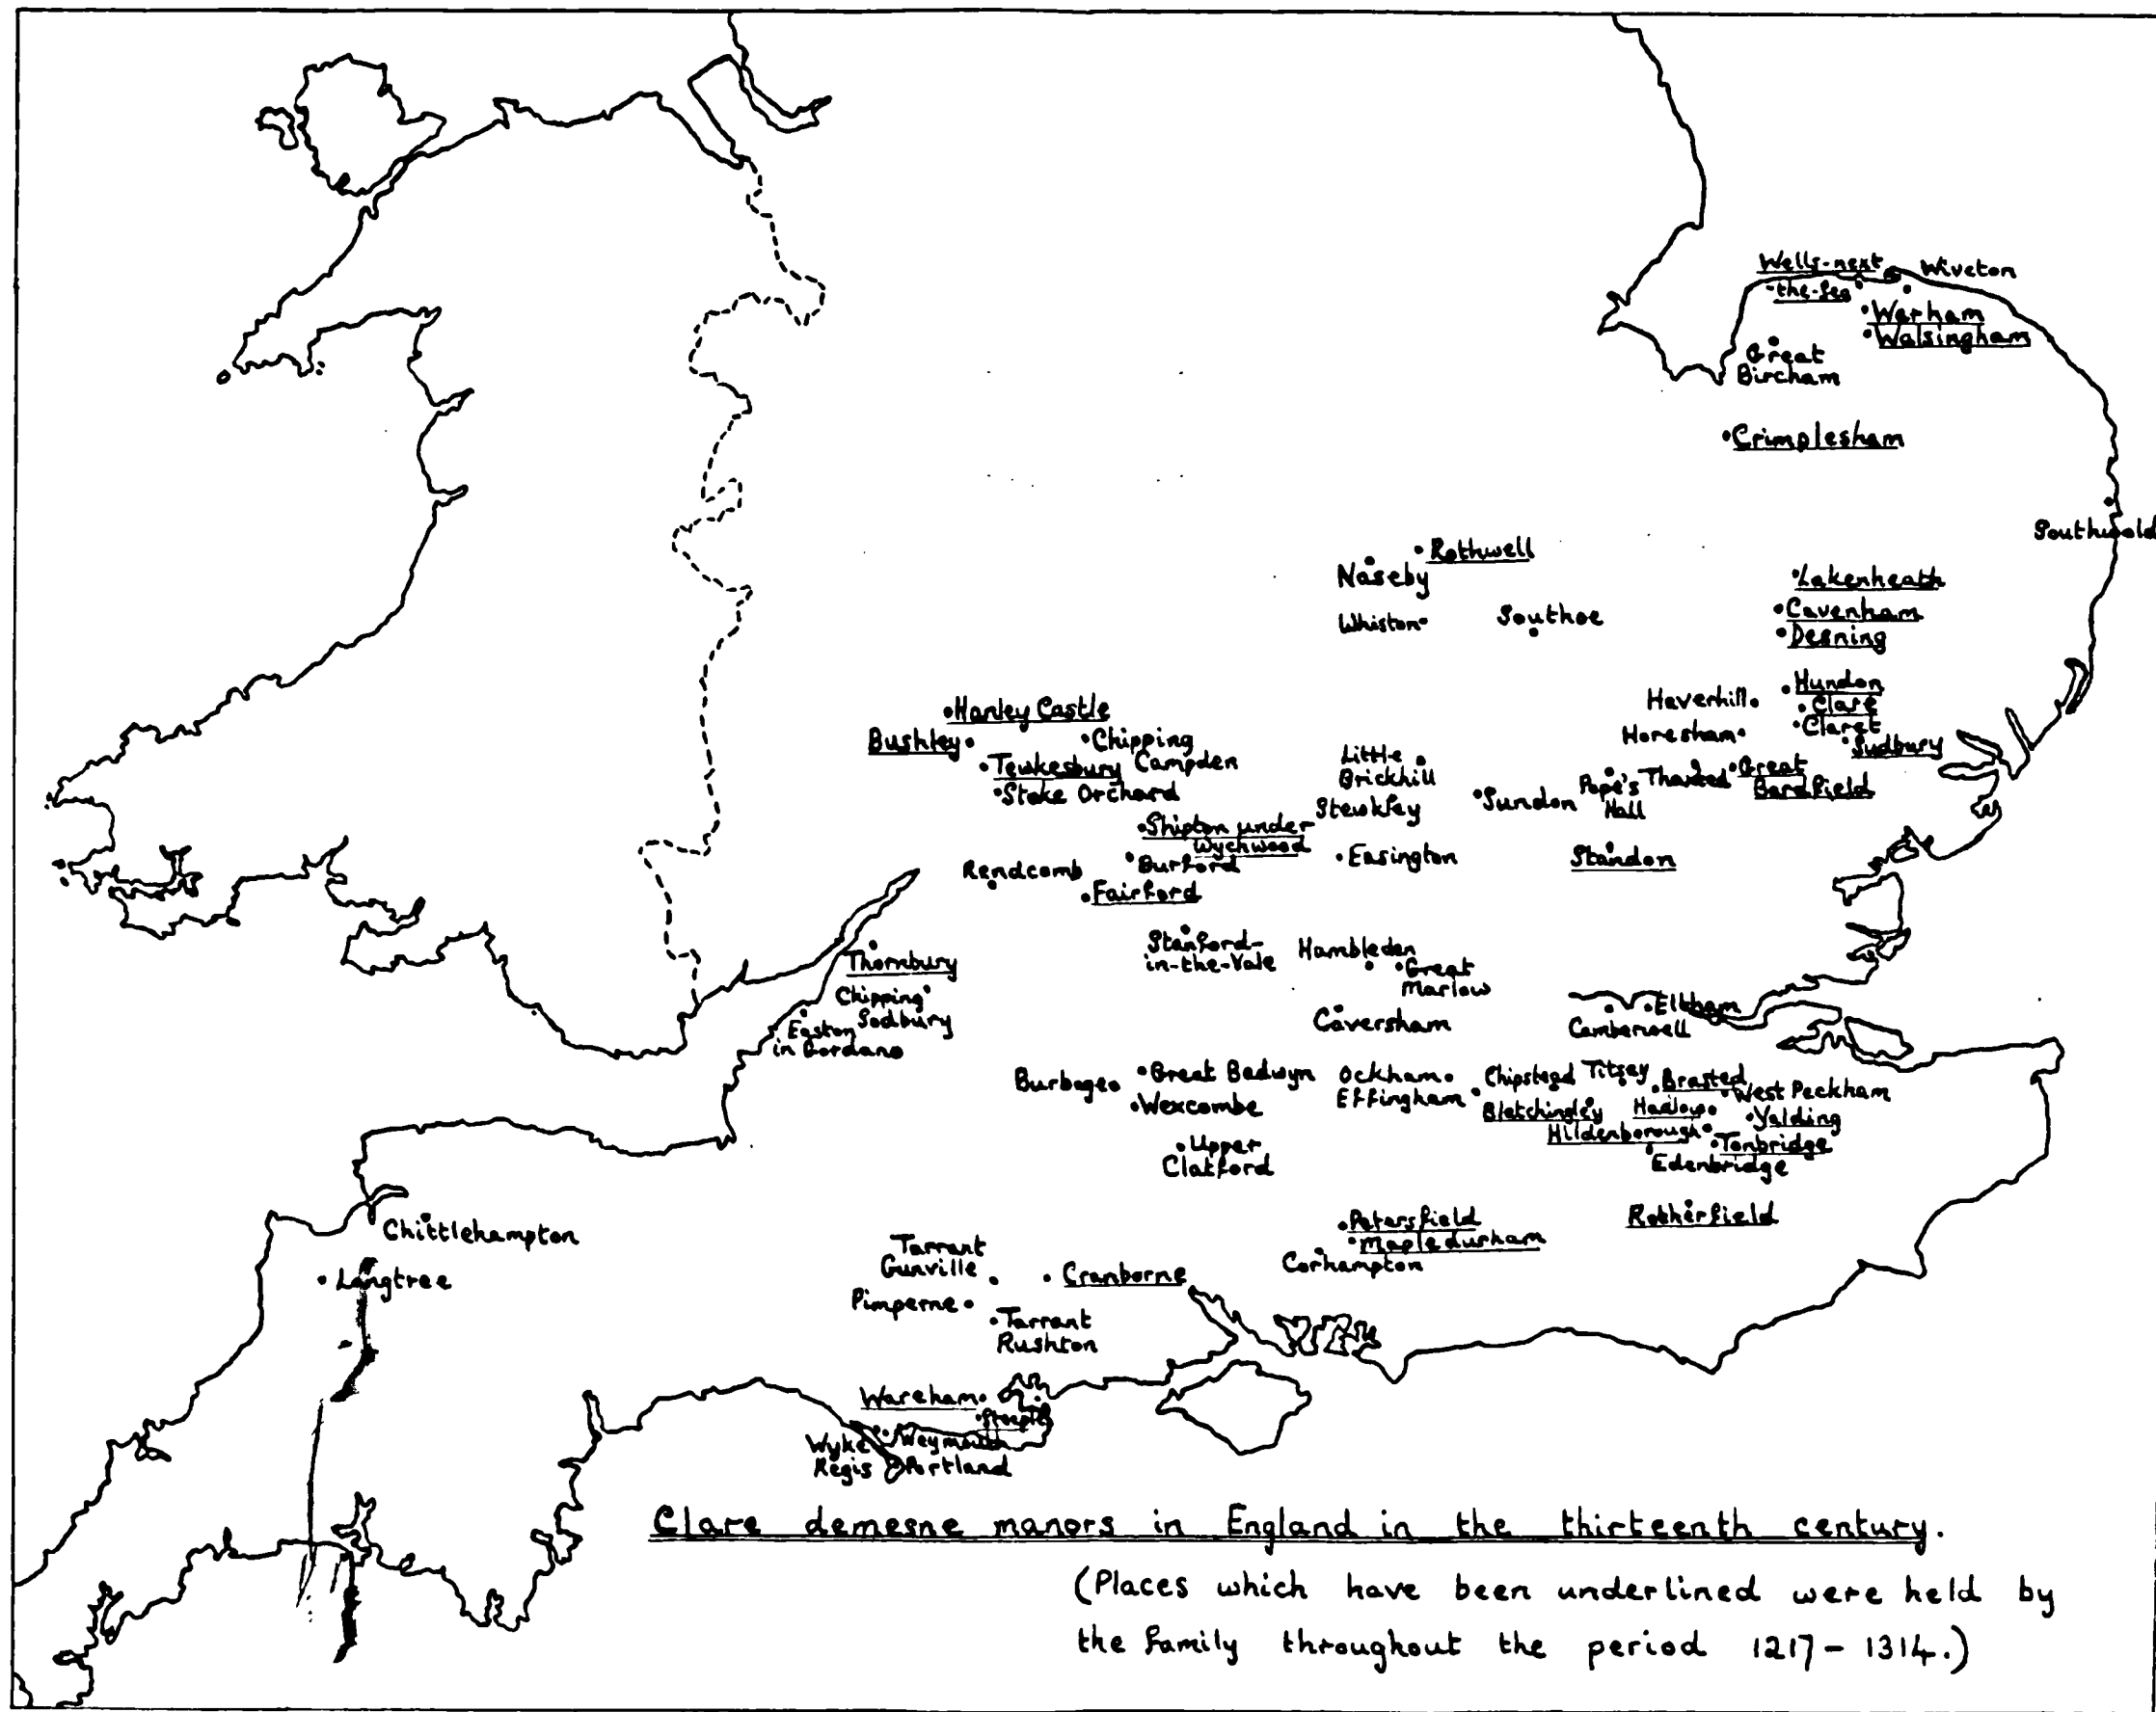 Wells-next
-the-Sea
Wiveton
Warham
Walsingham
Great
Bircham
Crimplesham
Southwold
Rothwell
Naseby
Whiston
Southoe
Lakenheath
Cavenham
Desning
Hundon
Haverhill
Clare
Claret
Horesham
Sudbury
Hanley Castle
Bushley
Chipping
Campden
Tewkesbury
Stoke Orchard
Little
Brickhill
Stewkley
Sundon
Pope's
Hall
Thaxted
Great
Bardfield
Shipton under
Wychwood
Burford
Easington
Standon
Rendcomb
Fairford
Stanford-
in-the-Vale
Hambleden
Great
Marlow
Thornbury
Chipping
Sodbury
Easton
in Gordano
Caversham
Eltham
Camberwell
Burbage
Great Bedwyn
Wexcombe
Ockham
Effingham
Chipstead
Titsey
Brasted
West Peckham
Bletchingley
Hadlow
Yalding
Hildenborough
Tonbridge
Edenbridge
Upper
Clatford
Chittlehampton
Langtree
Petersfield
Mapledurham
Corhampton
Rotherfield
Tarrant
Gunville
Cranborne
Pimperne
Tarrant
Rushton
Wareham
Steeple
Wyke
Regis
Weymouth
Portland
Clare demesne manors in England in the thirteenth century.
(Places which have been underlined were held by
the family throughout the period 1217-1314.)